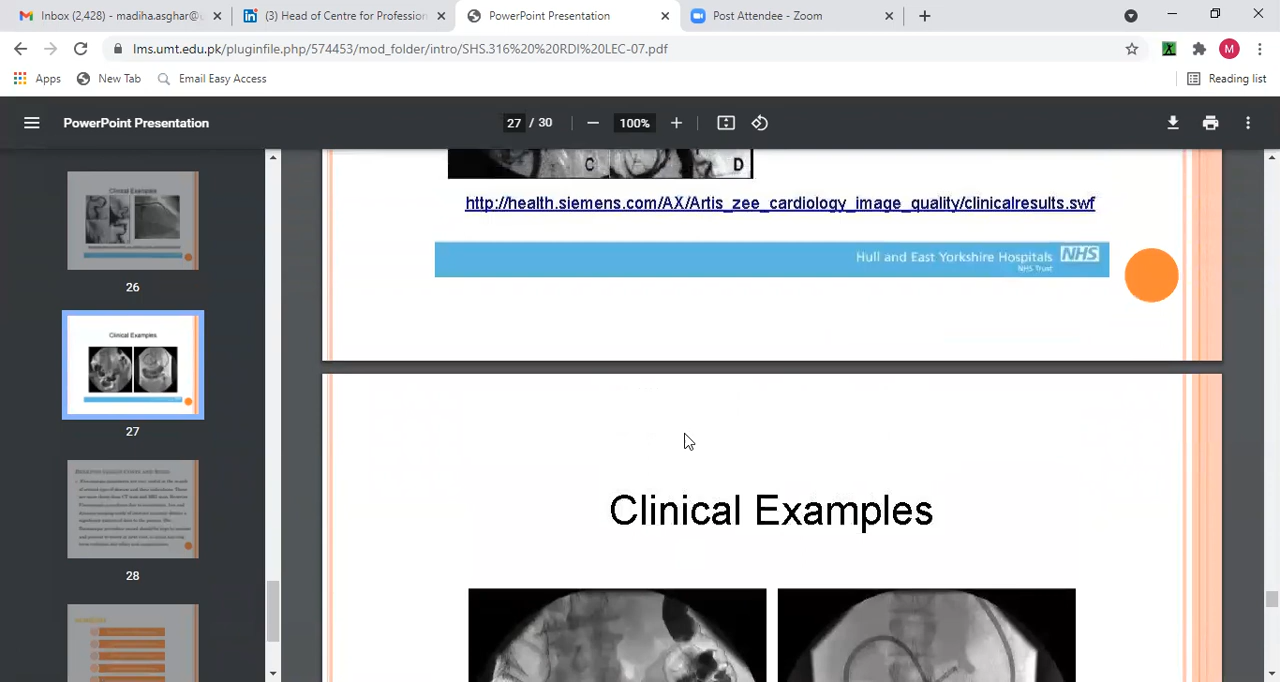 Inbox (2,428) - madiha.asghar@
(3) Head of Centre for Profession
PowerPoint Presentation
Post Attendee - Zoom
lms.umt.edu.pk/pluginfile.php/574453/mod_folder/intro/SHS.316%20%20RDI%20LEC-07.pdf
M
Apps
New Tab
Email Easy Access
Reading list
PowerPoint Presentation
27 / 30
100%
Clinical Examples
26
Clinical Examples
27
28
C
D
http://health.siemens.com/AX/Artis_zee_cardiology_image_quality/clinicalresults.swf
Hull and East Yorkshire Hospitals NHS
NHS Trust
Clinical Examples